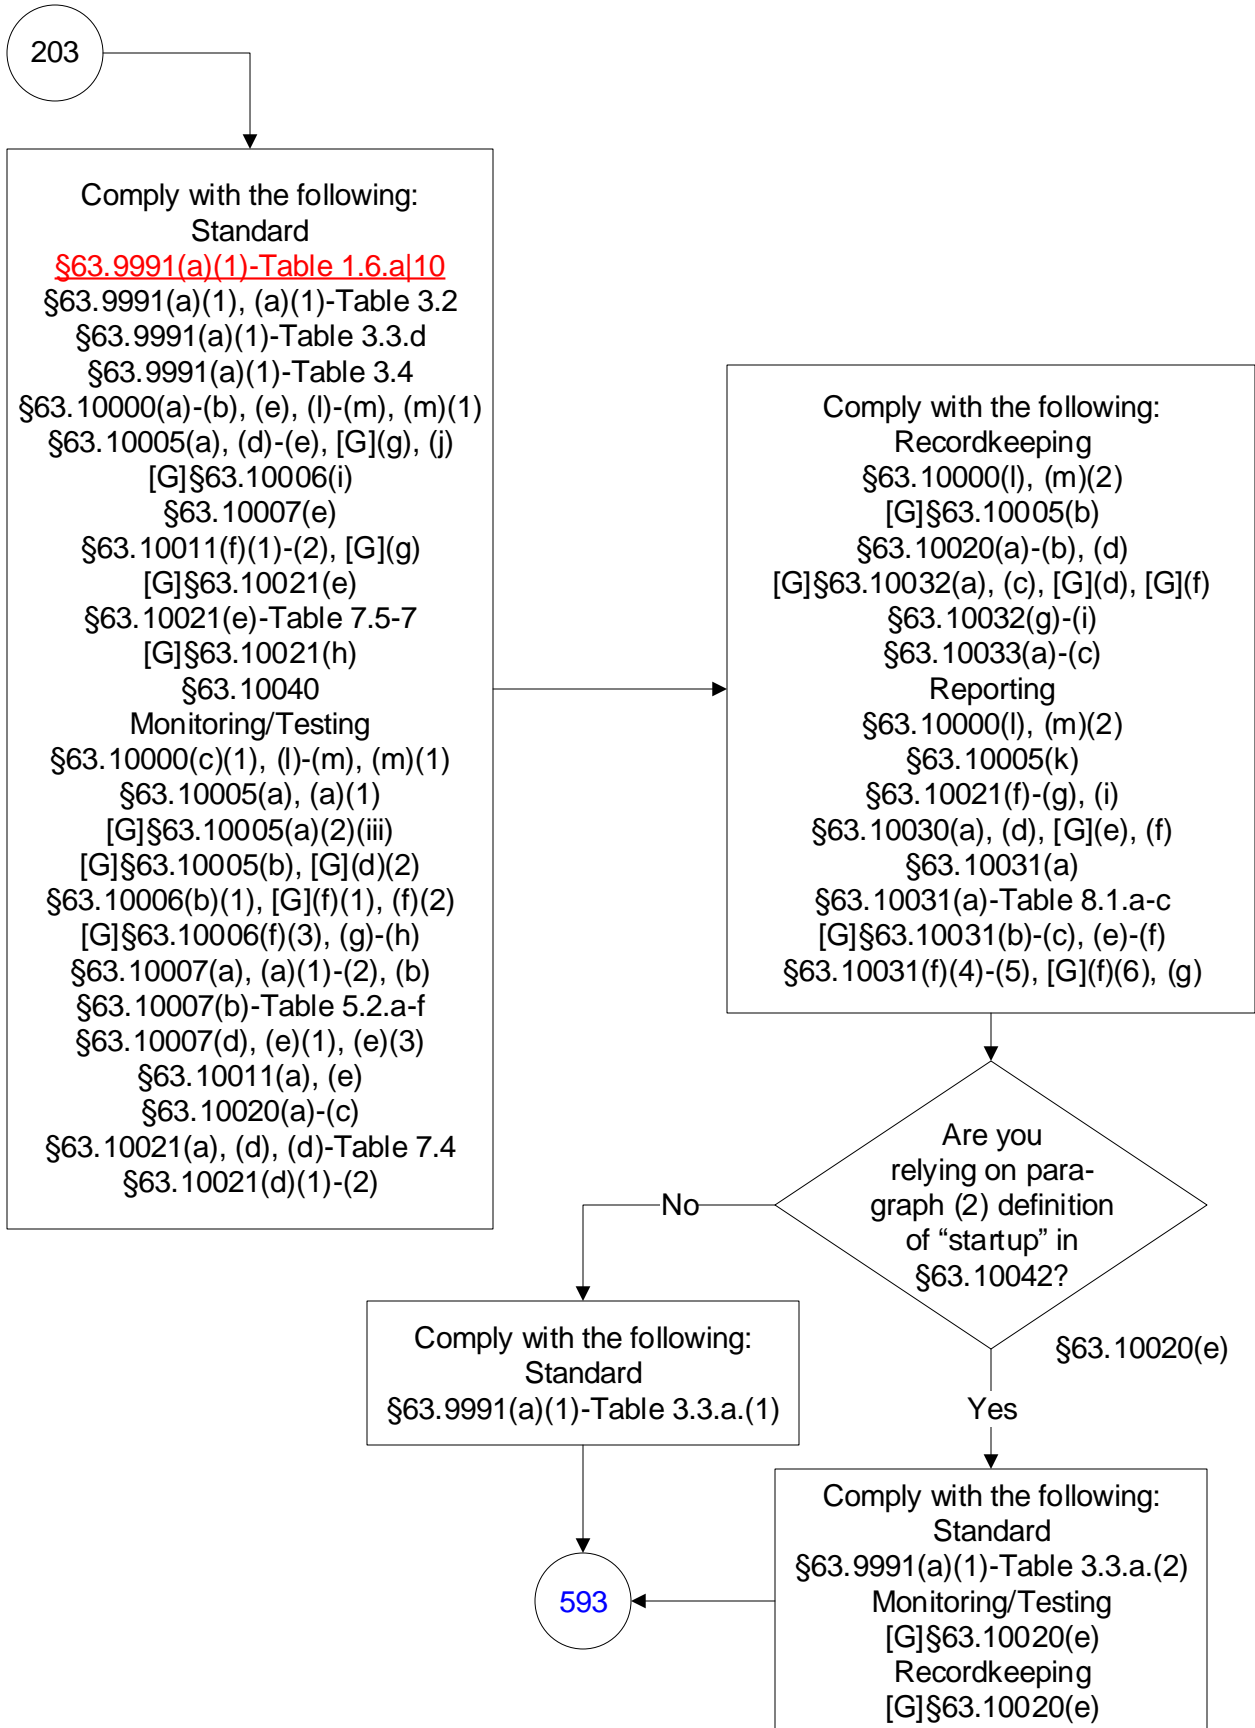 203
Comply with the following:
Standard
§63.9991(a)(1)-Table 1.6.a|10
§63.9991(a)(1), (a)(1)-Table 3.2
§63.9991(a)(1)-Table 3.3.d
§63.9991(a)(1)-Table 3.4
§63.10000(a)-(b), (e), (l)-(m), (m)(1)
§63.10005(a), (d)-(e), [G](g), (j)
[G]§63.10006(i)
§63.10007(e)
§63.10011(f)(1)-(2), [G](g)
[G]§63.10021(e)
§63.10021(e)-Table 7.5-7
[G]§63.10021(h)
§63.10040
Monitoring/Testing
§63.10000(c)(1), (l)-(m), (m)(1)
§63.10005(a), (a)(1)
[G]§63.10005(a)(2)(iii)
[G]§63.10005(b), [G](d)(2)
§63.10006(b)(1), [G](f)(1), (f)(2)
[G]§63.10006(f)(3), (g)-(h)
§63.10007(a), (a)(1)-(2), (b)
§63.10007(b)-Table 5.2.a-f
§63.10007(d), (e)(1), (e)(3)
§63.10011(a), (e)
§63.10020(a)-(c)
§63.10021(a), (d), (d)-Table 7.4
§63.10021(d)(1)-(2)
Comply with the following:
Recordkeeping
§63.10000(l), (m)(2)
[G]§63.10005(b)
§63.10020(a)-(b), (d)
[G]§63.10032(a), (c), [G](d), [G](f)
§63.10032(g)-(i)
§63.10033(a)-(c)
Reporting
§63.10000(l), (m)(2)
§63.10005(k)
§63.10021(f)-(g), (i)
§63.10030(a), (d), [G](e), (f)
§63.10031(a)
§63.10031(a)-Table 8.1.a-c
[G]§63.10031(b)-(c), (e)-(f)
§63.10031(f)(4)-(5), [G](f)(6), (g)
Are you
relying on para-
graph (2) definition
of “startup” in
§63.10042?
§63.10020(e)
No
Comply with the following:
Standard
§63.9991(a)(1)-Table 3.3.a.(1)
Yes
Comply with the following:
Standard
§63.9991(a)(1)-Table 3.3.a.(2)
Monitoring/Testing
[G]§63.10020(e)
Recordkeeping
[G]§63.10020(e)
593